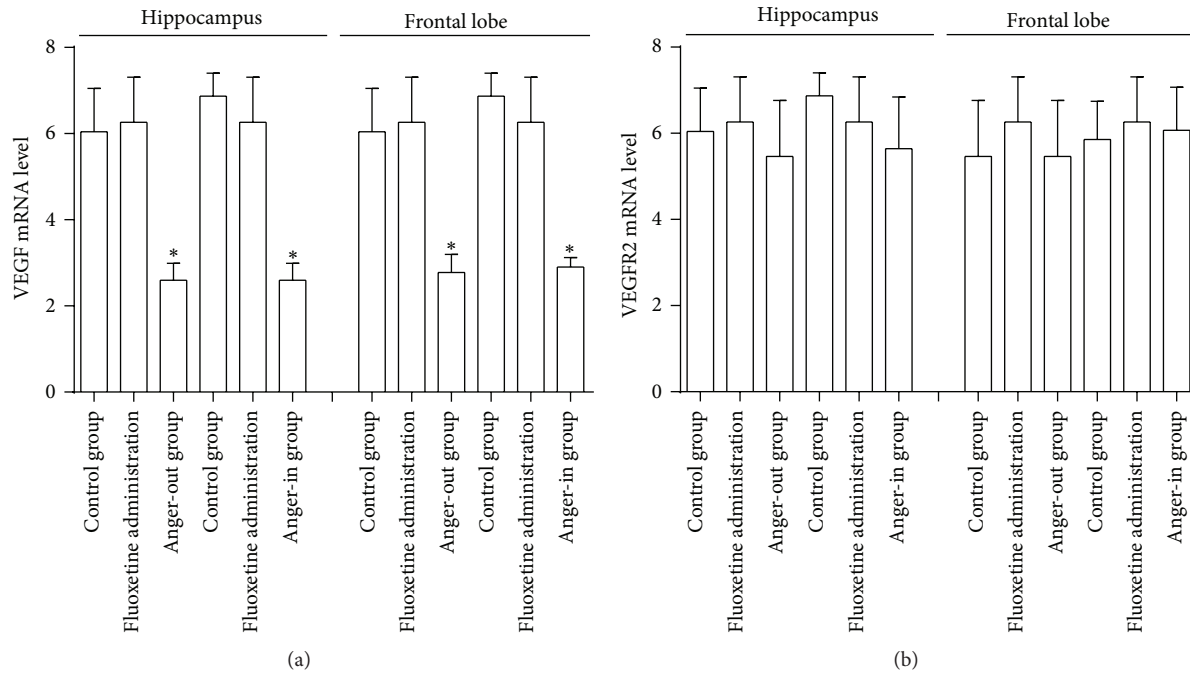 Hippocampus
Frontal lobe
VEGF mRNA level
8
6
4
2
0
*
*
*
*
Control group
Fluoxetine administration
Anger-out group
Control group
Fluoxetine administration
Anger-in group
Control group
Fluoxetine administration
Anger-out group
Control group
Fluoxetine administration
Anger-in group
(a)
Hippocampus
Frontal lobe
VEGFR2 mRNA level
8
6
4
2
0
Control group
Fluoxetine administration
Anger-out group
Control group
Fluoxetine administration
Anger-in group
Control group
Fluoxetine administration
Anger-out group
Control group
Fluoxetine administration
Anger-in group
(b)